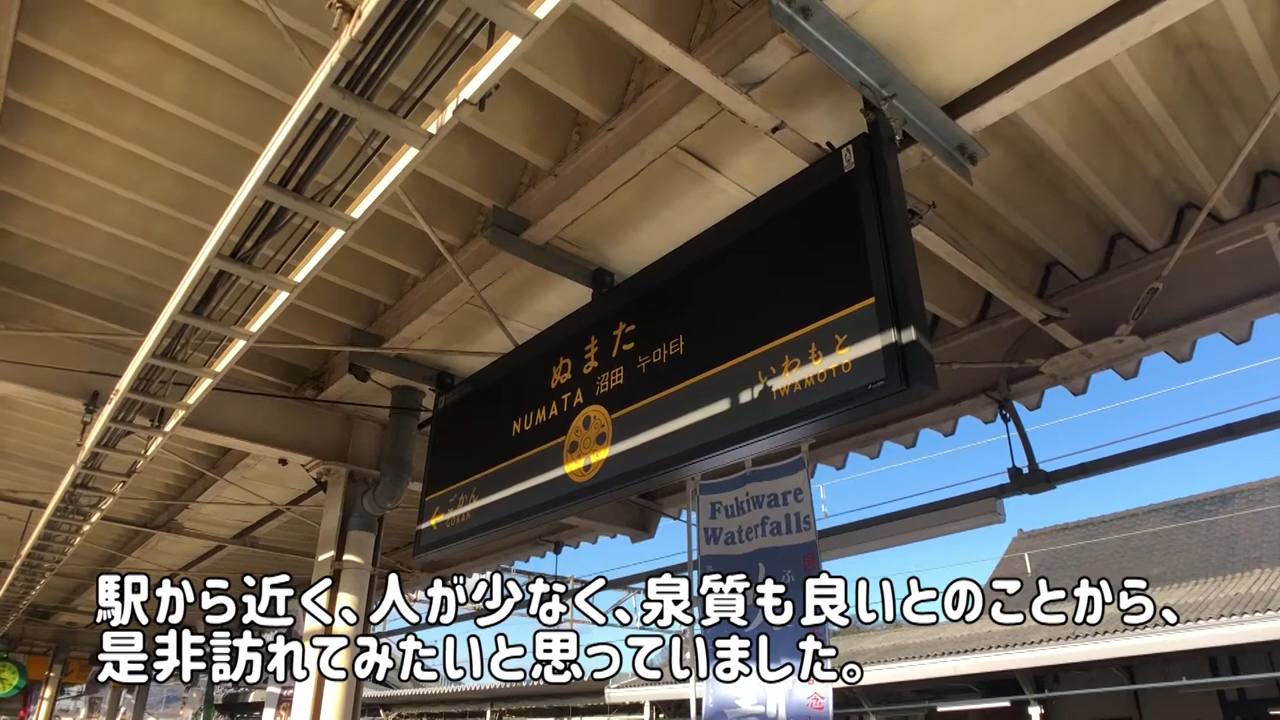 ぬまた
NUMATA 沼田 누마타
いわもと
IWAMOTO
ごかん
GOKAN
Fukiware
Waterfalls
駅から近く、人が少なく、泉質も良いとのことから、
是非訪れてみたいと思っていました。